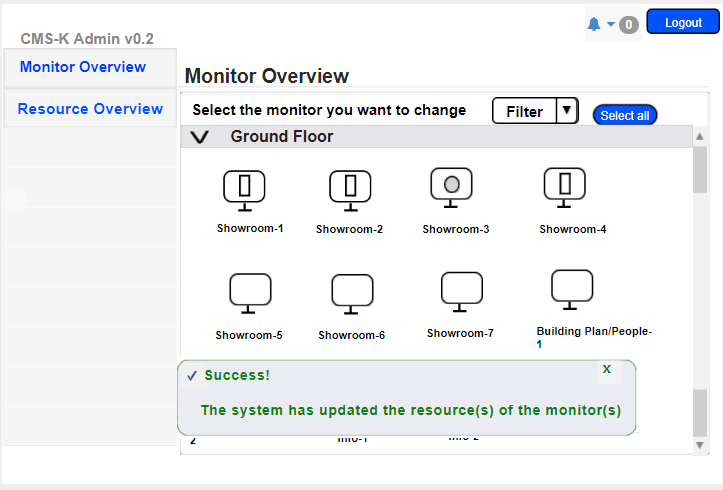 0
Logout
CMS-K Admin v0.2
Monitor Overview
Resource Overview
Monitor Overview
Select the monitor you want to change
Filter
Select all
Ground Floor
Showroom-1
Showroom-2
Showroom-3
Showroom-4
Showroom-5
Showroom-6
Showroom-7
Building Plan/People-
1
Success!
X
The system has updated the resource(s) of the monitor(s)
2
Info-1
Info-2